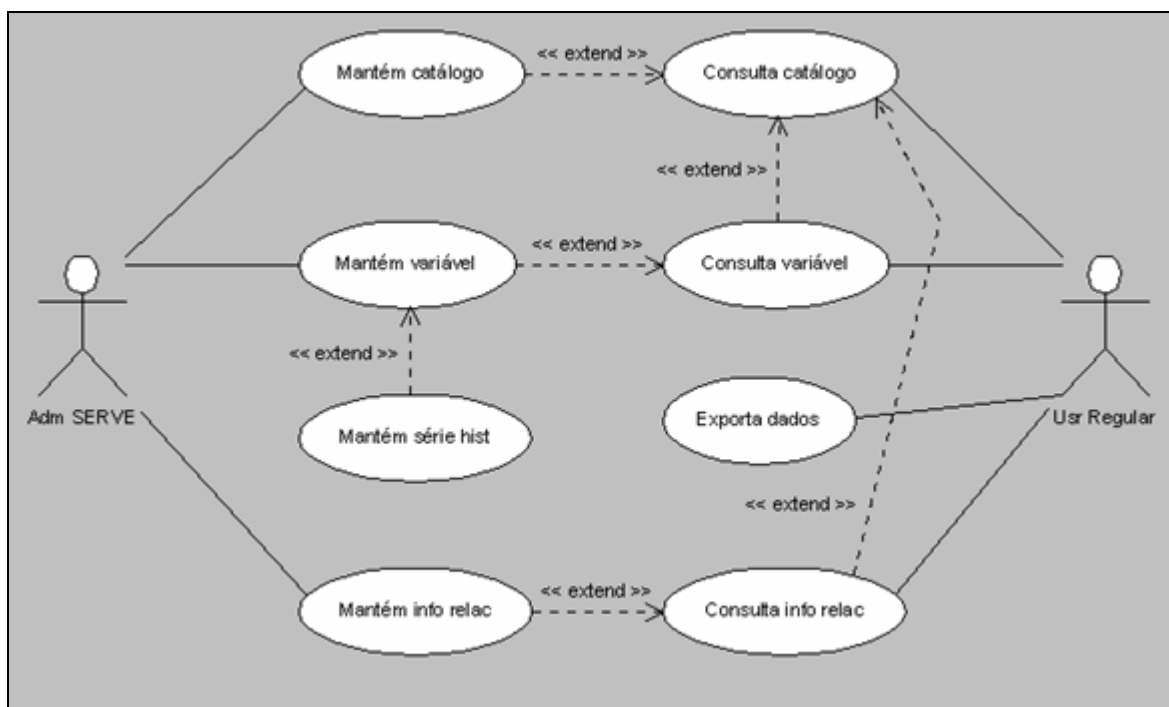 << extend >>
Mantém catálogo
Consulta catálogo
<< extend >>
<< extend >>
Mantém variável
Consulta variável
<< extend >>
Adm SERVE
Mantém série hist
Exporta dados
Usr Regular
<< extend >>
<< extend >>
Mantém info relac
Consulta info relac